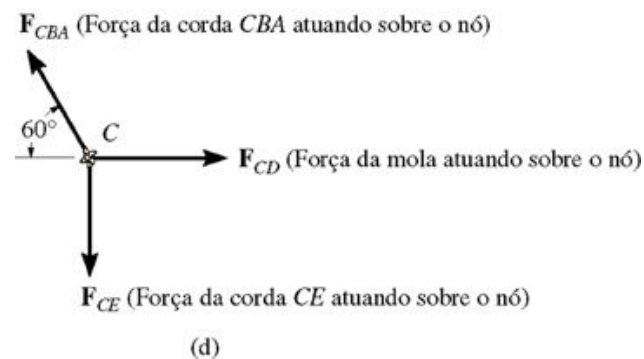 F_CBA (Força da corda CBA atuando sobre o nó)
60°
C
F_CD (Força da mola atuando sobre o nó)
F_CE (Força da corda CE atuando sobre o nó)
(d)